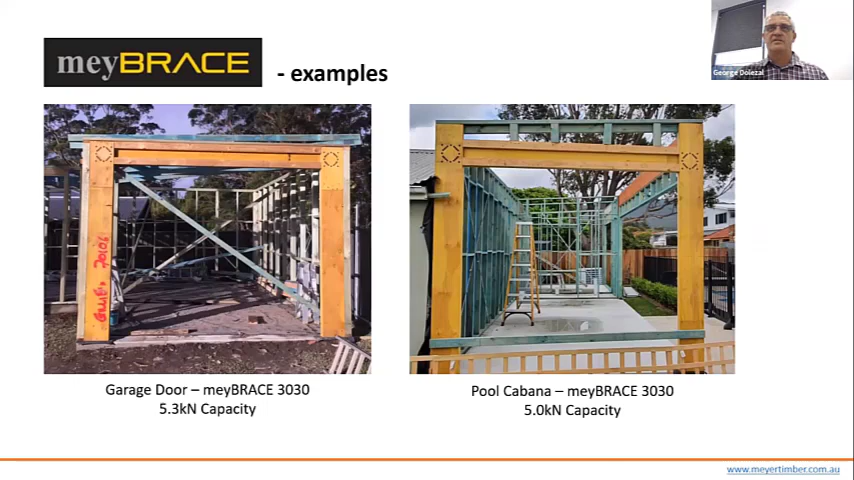 meyBRACE - examples
George Dolezal
Garage Door – meyBRACE 3030
5.3kN Capacity
Pool Cabana – meyBRACE 3030
5.0kN Capacity
www.meyertimber.com.au